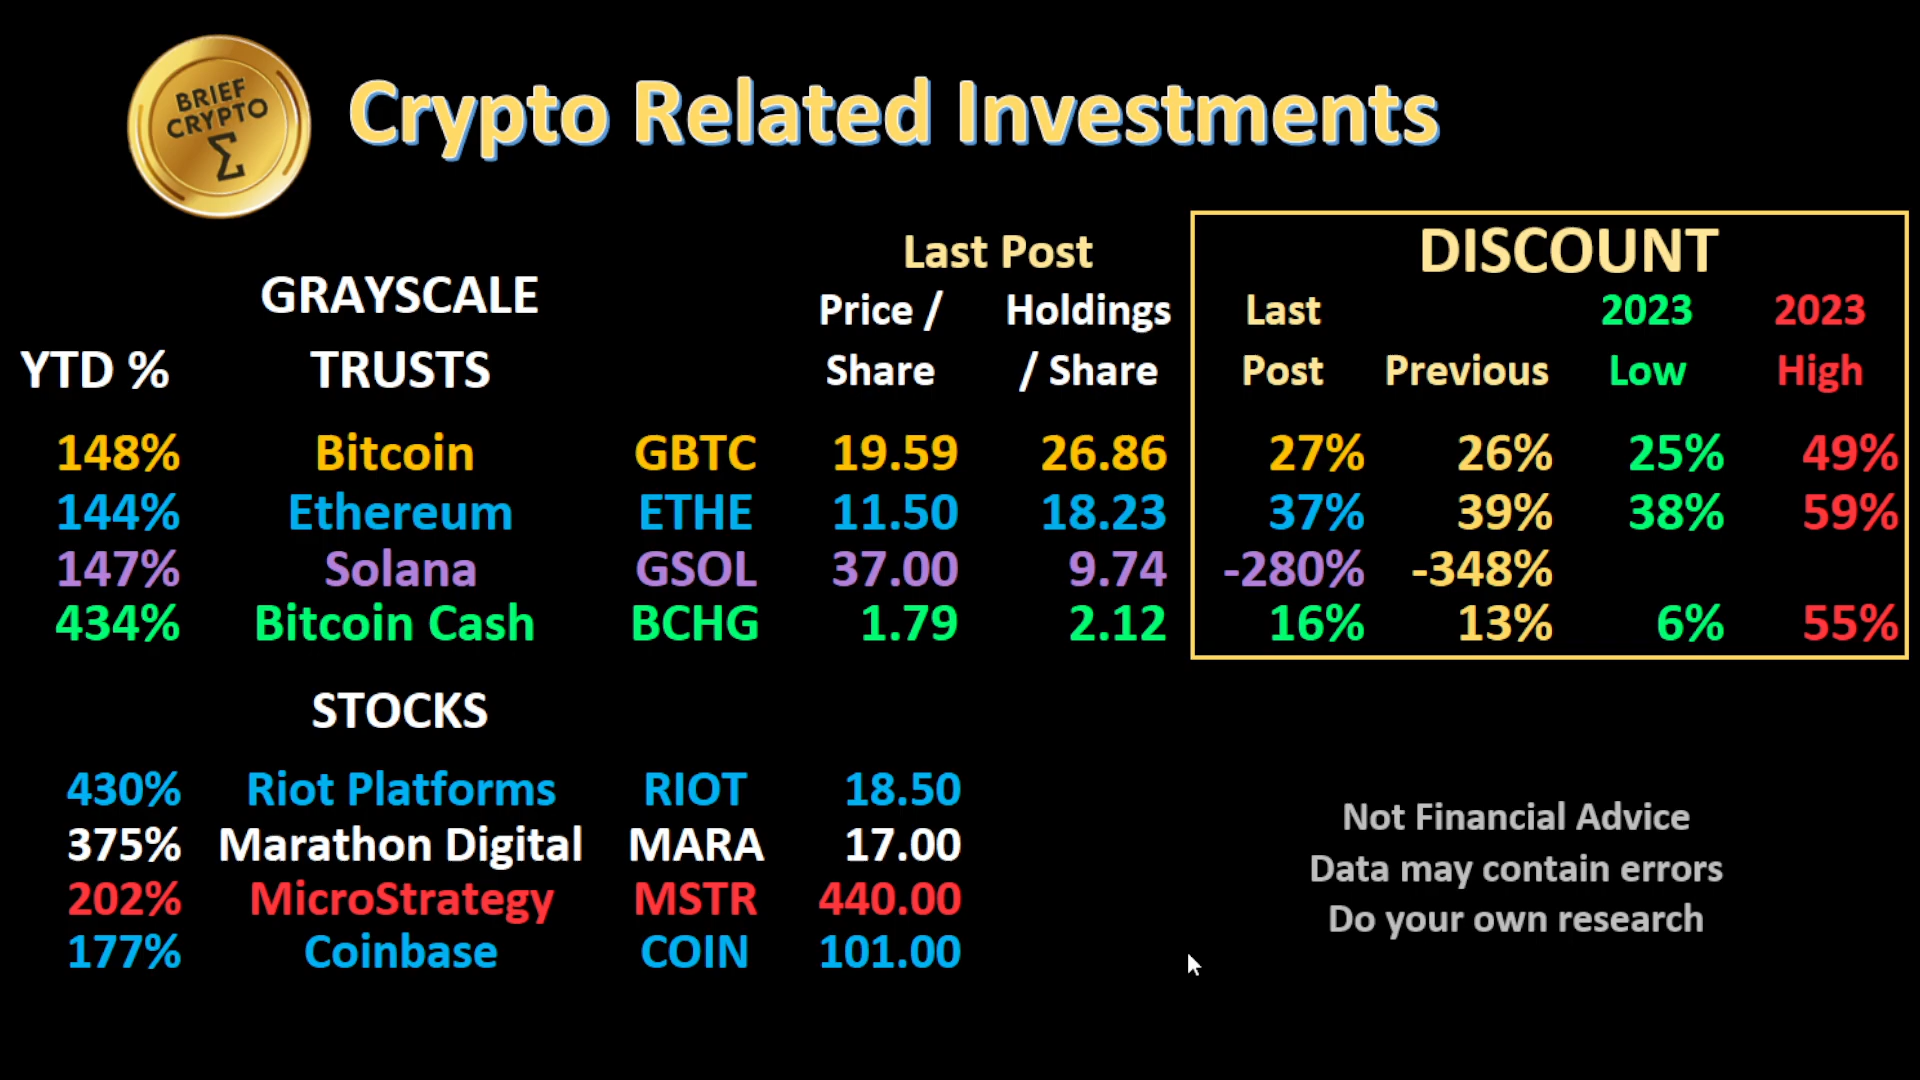 BRIEF
CRYPTO
Σ
Crypto Related Investments
Last Post
DISCOUNT
GRAYSCALE
Price / Holdings Last 2023 2023
YTD % TRUSTS Share / Share Post Previous Low High
148% Bitcoin GBTC 19.59 26.86 27% 26% 25% 49%
144% Ethereum ETHE 11.50 18.23 37% 39% 38% 59%
147% Solana GSOL 37.00 9.74 -280% -348%
434% Bitcoin Cash BCHG 1.79 2.12 16% 13% 6% 55%
STOCKS
430% Riot Platforms RIOT 18.50
375% Marathon Digital MARA 17.00
202% MicroStrategy MSTR 440.00
177% Coinbase COIN 101.00
Not Financial Advice
Data may contain errors
Do your own research